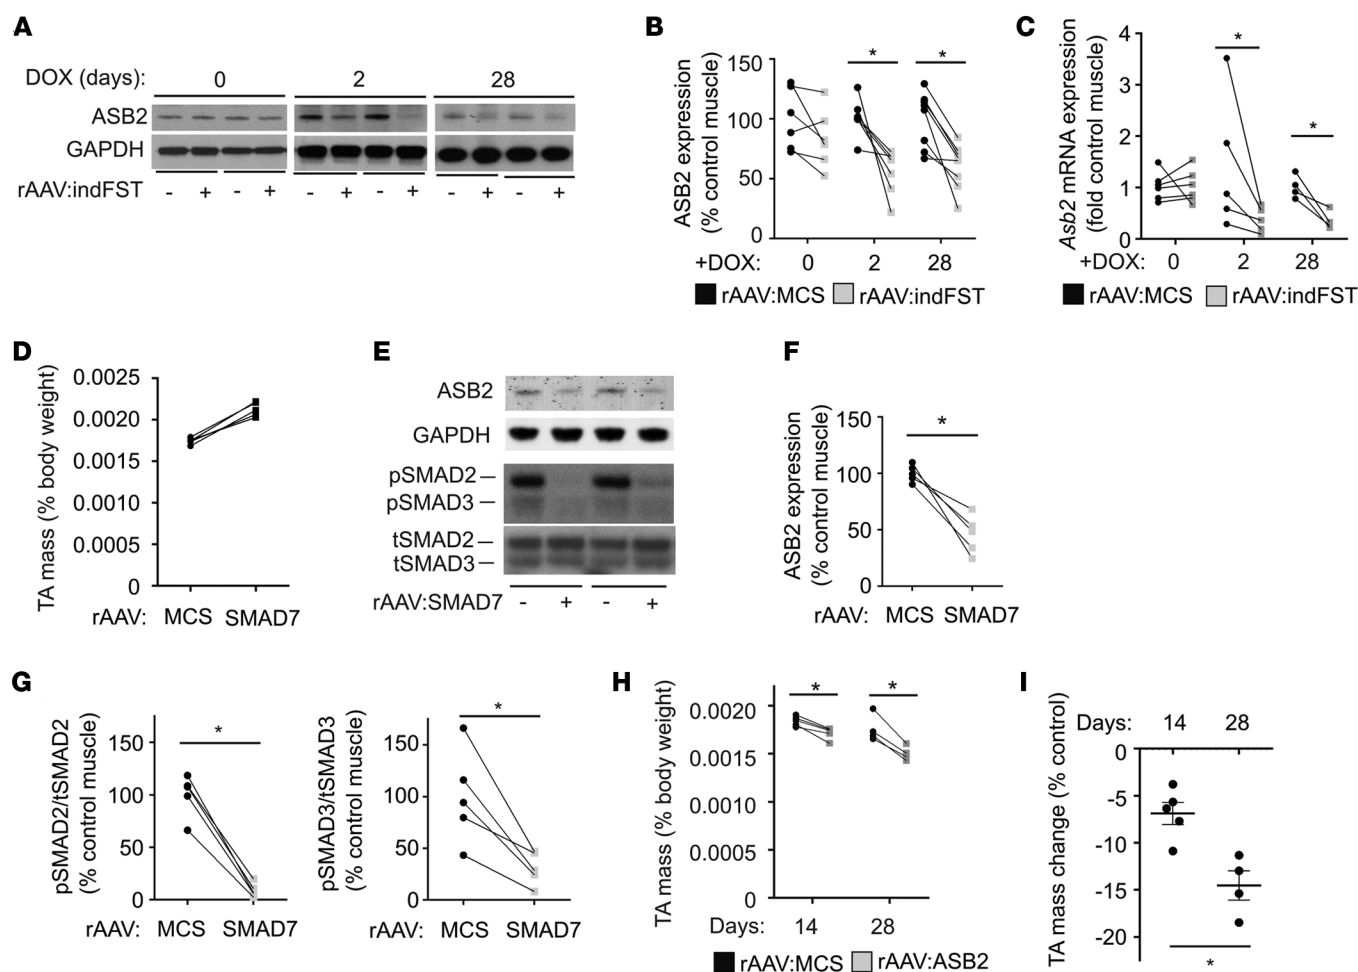 A
DOX (days): 0 2 28
ASB2
GAPDH
rAAV:indFST - + - + - + - + - + - +
B
ASB2 expression
(% control muscle)
150
100
50
0
+DOX: 0 2 28
* *
rAAV:MCS rAAV:indFST
C
Asb2 mRNA expression
(fold control muscle)
4
3
2
1
0
+DOX: 0 2 28
* *
rAAV:MCS rAAV:indFST
D
TA mass (% body weight)
0.0025
0.0020
0.0015
0.0010
0.0005
0
rAAV: MCS SMAD7
E
ASB2
GAPDH
pSMAD2
pSMAD3
tSMAD2
tSMAD3
rAAV:SMAD7 - + - +
F
ASB2 expression
(% control muscle)
150
100
50
0
*
rAAV: MCS SMAD7
G
pSMAD2/tSMAD2
(% control muscle)
150
100
50
0
*
rAAV: MCS SMAD7
pSMAD3/tSMAD3
(% control muscle)
150
100
50
0
*
rAAV: MCS SMAD7
H
TA mass (% body weight)
0.0020
0.0015
0.0010
0.0005
0
* *
Days: 14 28
rAAV:MCS rAAV:ASB2
I
TA mass change (% control)
Days: 14 28
0
-5
-10
-15
-20
*